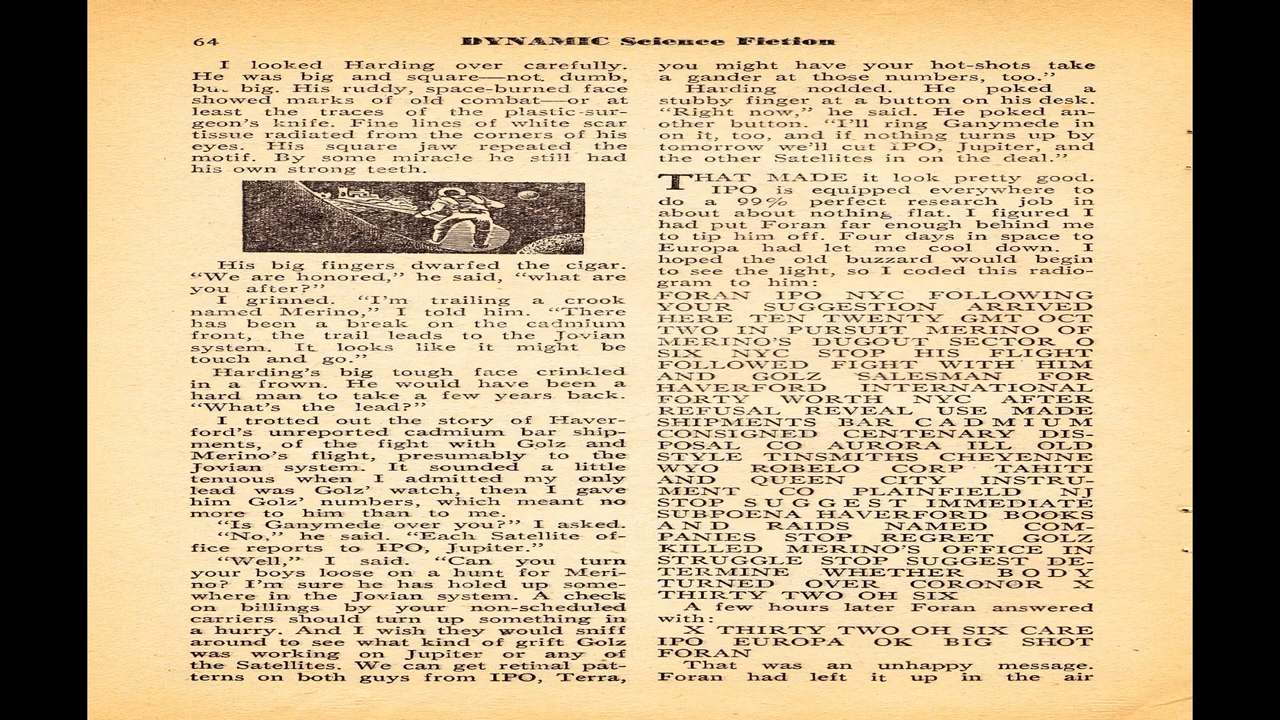 64
DYNAMIC Science Fiction
I looked Harding over carefully.
He was big and square—not dumb,
but big. His ruddy, space-burned face
showed marks of old combat—or at
least the traces of the plastic-sur-
geon's knife. Fine lines of white scar
tissue radiated from the corners of his
eyes. His square jaw repeated the
motif. By some miracle he still had
his own strong teeth.
His big fingers dwarfed the cigar.
"We are honored," he said, "what are
you after?"
I grinned. "I'm trailing a crook
named Merino," I told him. "There
has been a break on the cadmium
front, the trail leads to the Jovian
system. It looks like it might be
touch and go."
Harding's big tough face crinkled
in a frown. He would have been a
hard man to take a few years back.
"What's the lead?"
I trotted out the story of Haver-
ford's unreported cadmium bar ship-
ments, of the fight with Golz and
Merino's flight, presumably to the
Jovian system. It sounded a little
tenuous when I admitted my only
lead was Golz' watch, then I gave
him Golz' numbers, which meant no
more to him than to me.
"Is Ganymede over you?" I asked.
"No," he said. "Each Satellite of-
fice reports to IPO, Jupiter."
"Well," I said. "Can you turn
your boys loose on a hunt for Meri-
no? I'm sure he has holed up some-
where in the Jovian system. A check
on billings by your non-scheduled
carriers should turn up something in
a hurry. And I wish they would sniff
around to see what kind of grift Golz
was working on Jupiter or any of
the Satellites. We can get retinal pat-
terns on both guys from IPO, Terra,
you might have your hot-shots take
a gander at those numbers, too."
Harding nodded. He poked a
stubby finger at a button on his desk.
"Right now," he said. He poked an-
other button. "I'll ring Ganymede in
on it, too, and if nothing turns up by
tomorrow we'll cut IPO, Jupiter, and
the other Satellites in on the deal."
THAT MADE it look pretty good.
IPO is equipped everywhere to
do a 99% perfect research job in
about about nothing flat. I figured I
had put Foran far enough behind me
to tip him off. Four days in space to
Europa had let me cool down. I
hoped the old buzzard would begin
to see the light, so I coded this radio-
gram to him:
FORAN IPO NYC FOLLOWING
YOUR SUGGESTION ARRIVED
HERE TEN TWENTY GMT OCT
TWO IN PURSUIT MERINO OF
MERINO'S DUGOUT SECTOR O
SIX NYC STOP HIS FLIGHT
FOLLOWED FIGHT WITH HIM
AND GOLZ SALESMAN FOR
HAVERFORD INTERNATIONAL
FORTY WORTH NYC AFTER
REFUSAL REVEAL USE MADE
SHIPMENTS BAR CADMIUM
CONSIGNED CENTENARY DIS-
POSAL CO AURORA ILL OLD
STYLE TINSMITHS CHEYENNE
WYO ROBELO CORP TAHITI
AND QUEEN CITY INSTRU-
MENT CO PLAINFIELD NJ
STOP SUGGEST IMMEDIATE
SUBPOENA HAVERFORD BOOKS
AND RAIDS NAMED COM-
PANIES STOP REGRET GOLZ
KILLED MERINO'S OFFICE IN
STRUGGLE STOP SUGGEST DE-
TERMINE WHETHER BODY
TURNED OVER CORONOR X
THIRTY TWO OH SIX
A few hours later Foran answered
with:
X THIRTY TWO OH SIX CARE
IPO EUROPA OK BIG SHOT
FORAN
That was an unhappy message.
Foran had left it up in the air